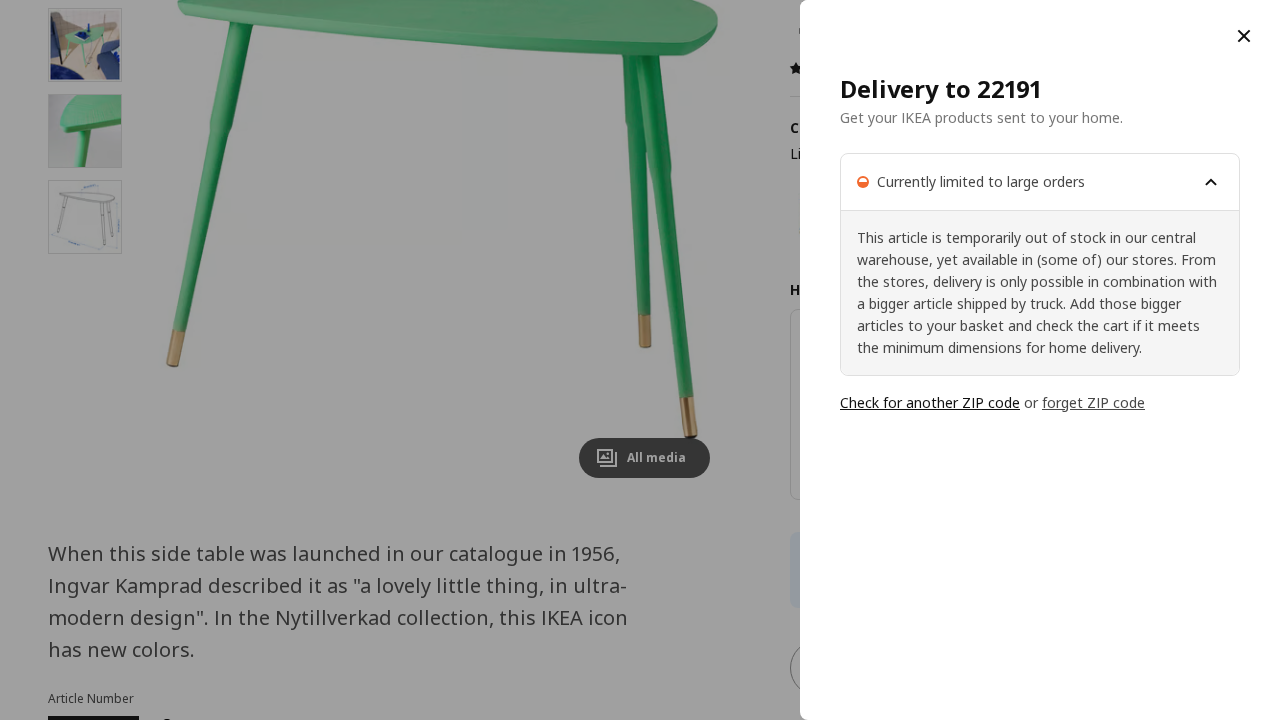 Delivery to 22191
Get your IKEA products sent to your home.
Currently limited to large orders
This article is temporarily out of stock in our central
warehouse, yet available in (some of) our stores. From
the stores, delivery is only possible in combination with
a bigger article shipped by truck. Add those bigger
articles to your basket and check the cart if it meets
the minimum dimensions for home delivery.
Check for another ZIP code or forget ZIP code
All media
When this side table was launched in our catalogue in 1956,
Ingvar Kamprad described it as "a lovely little thing, in ultra-
modern design". In the Nytillverkad collection, this IKEA icon
has new colors.
Article Number